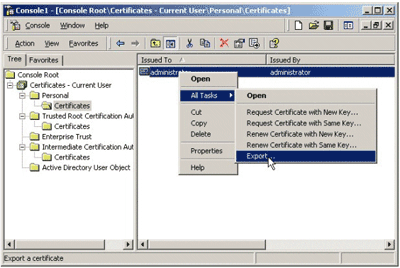 Console1 - [Console Root\Certificates - Current User\Personal\Certificates]
Console Window Help
Action View Favorites
Tree Favorites
Issued To
Issued By
Console Root
Certificates - Current User
Personal
Certificates
Trusted Root Certification Aut
Certificates
Enterprise Trust
Intermediate Certification Aut
Certificates
Active Directory User Object
administrator
administrator
Open
All Tasks
Cut
Copy
Delete
Properties
Help
Open
Request Certificate with New Key...
Request Certificate with Same Key...
Renew Certificate with New Key...
Renew Certificate with Same Key...
Export...
Export a certificate